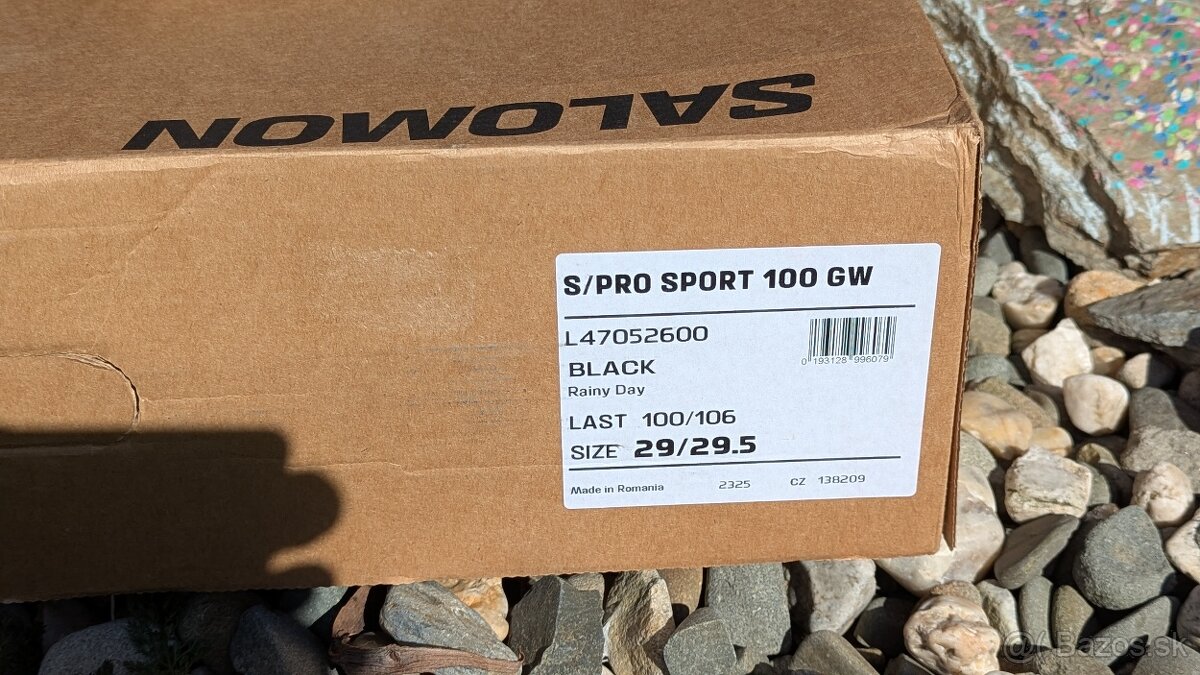 SALOMON
S/PRO SPORT 100 GW
L47052600
0 193128 996079
BLACK
Rainy Day
LAST 100/106
SIZE 29/29.5
Made in Romania 2325 CZ 138209
Bazos.sk